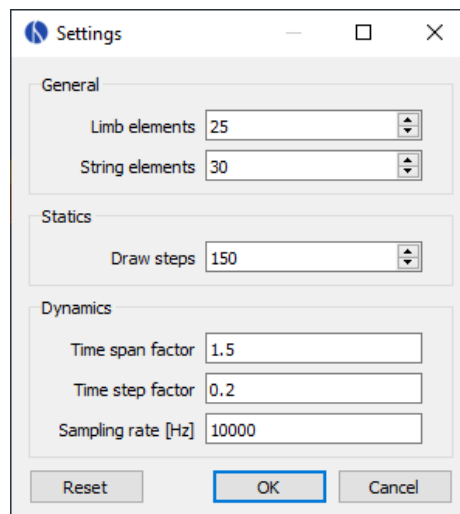 Settings
General
Limb elements 25
String elements 30
Statics
Draw steps 150
Dynamics
Time span factor 1.5
Time step factor 0.2
Sampling rate [Hz] 10000
Reset OK Cancel